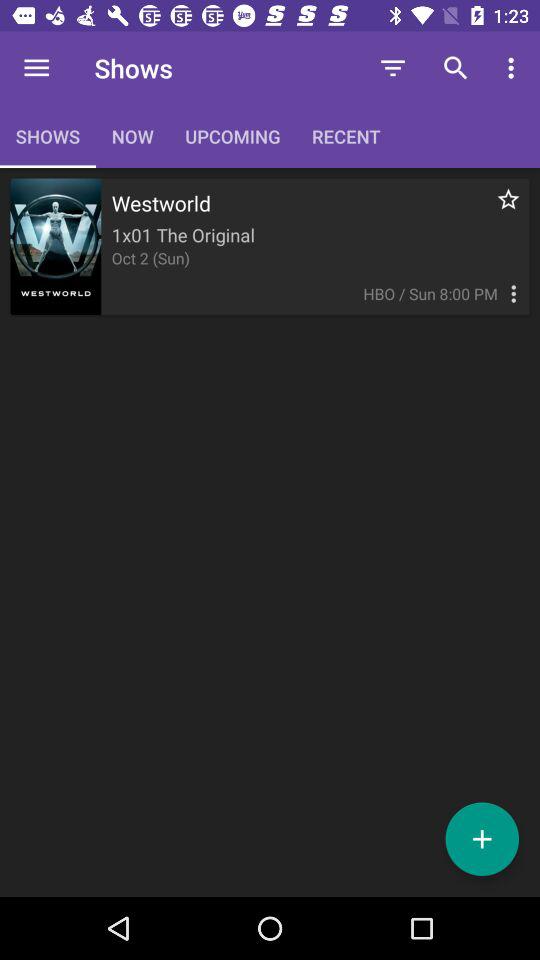 1:23
Shows
SHOWS NOW UPCOMING RECENT
Westworld
1x01 The Original
Oct 2 (Sun)
WESTWORLD
HBO / Sun 8:00 PM